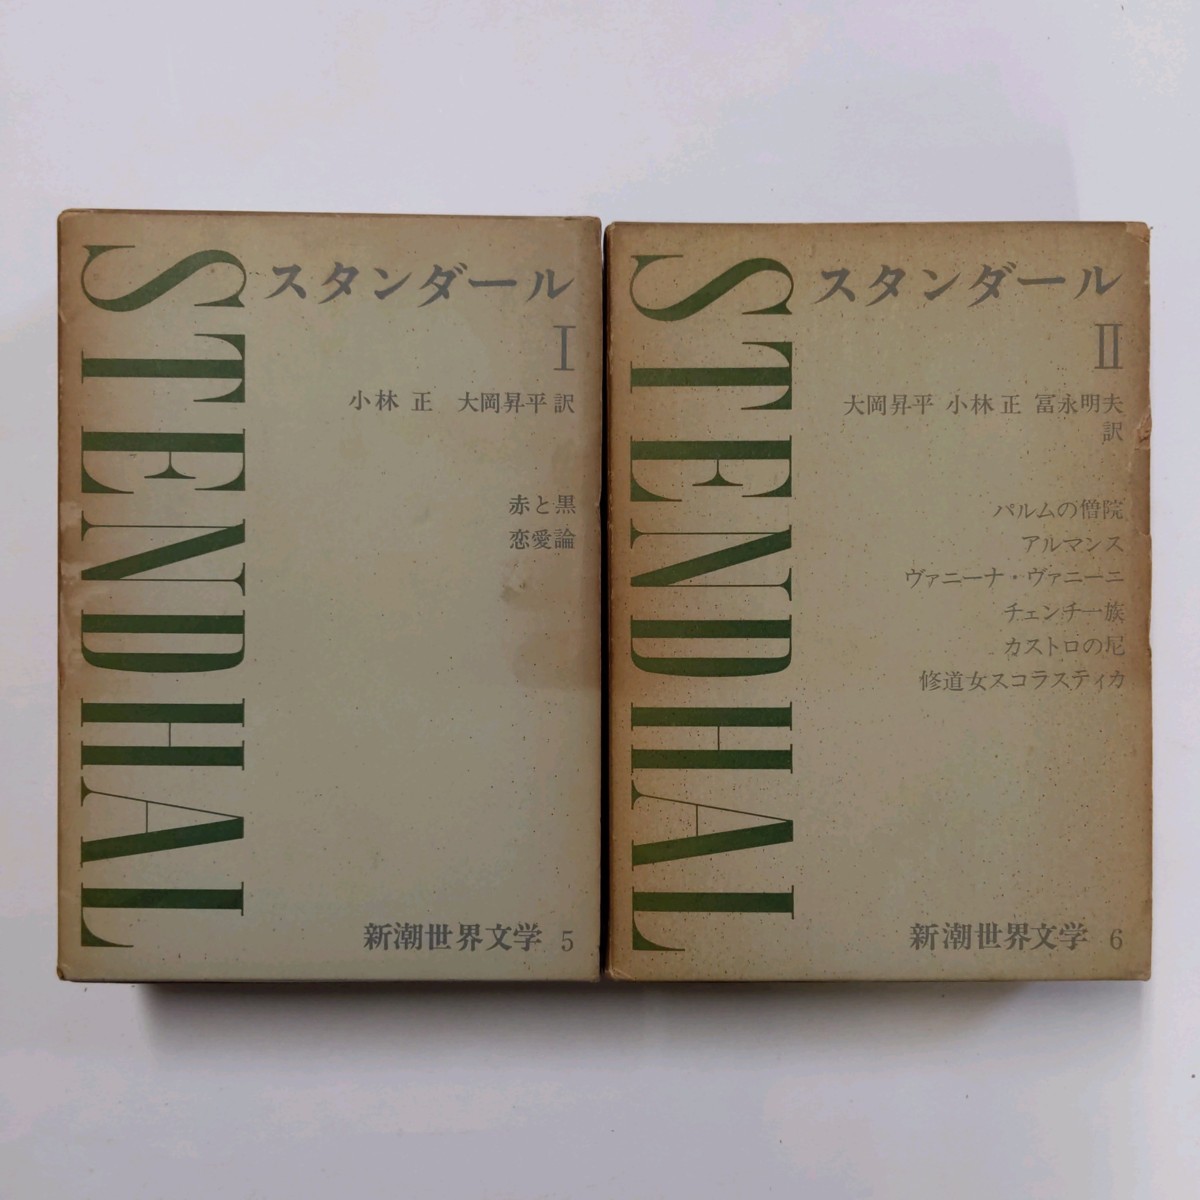 STENDHAL
スタンダール
I
小林 正 大岡昇平 訳
赤と黒
恋愛論
新潮世界文学 5
STENDHAL
スタンダール
II
大岡昇平 小林正 冨永明夫
訳
パルムの僧院
アルマンス
ヴァニーナ・ヴァニーニ
チェンチ一族
カストロの尼
修道女スコラスティカ
新潮世界文学 6